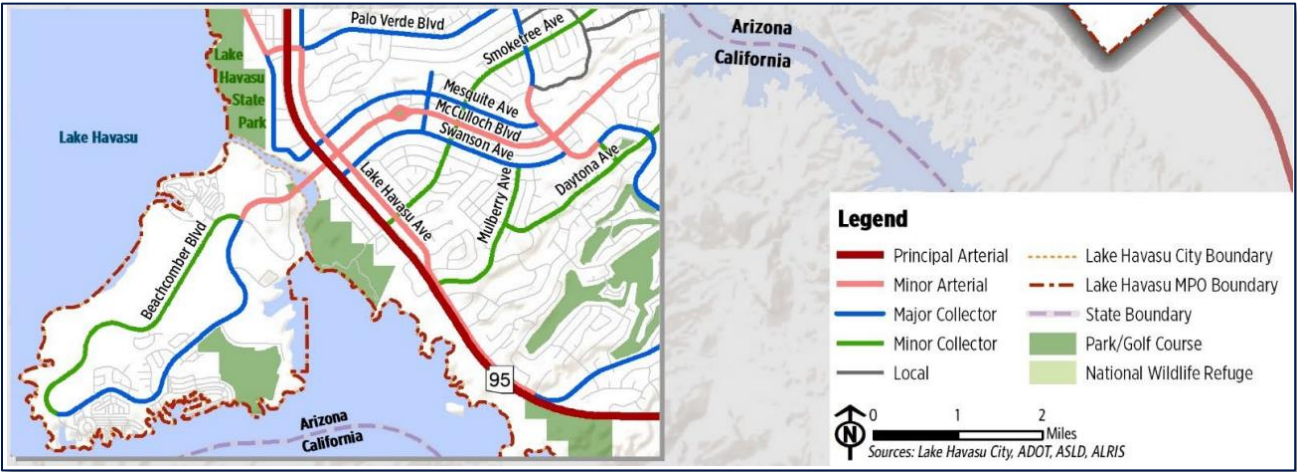 Palo Verde Blvd
Smoketree Ave
Lake
Havasu
State
Park
Mesquite Ave
McCulloch Blvd
Swanson Ave
Lake Havasu
Lake Havasu Ave
Mulberry Ave
Daytona Ave
Beachcomber Blvd
95
Arizona
California
Arizona
California
Legend
Principal Arterial
Minor Arterial
Major Collector
Minor Collector
Local
Lake Havasu City Boundary
Lake Havasu MPO Boundary
State Boundary
Park/Golf Course
National Wildlife Refuge
N
0 1 2
Miles
Sources: Lake Havasu City, ADOT, ASLD, ALRIS